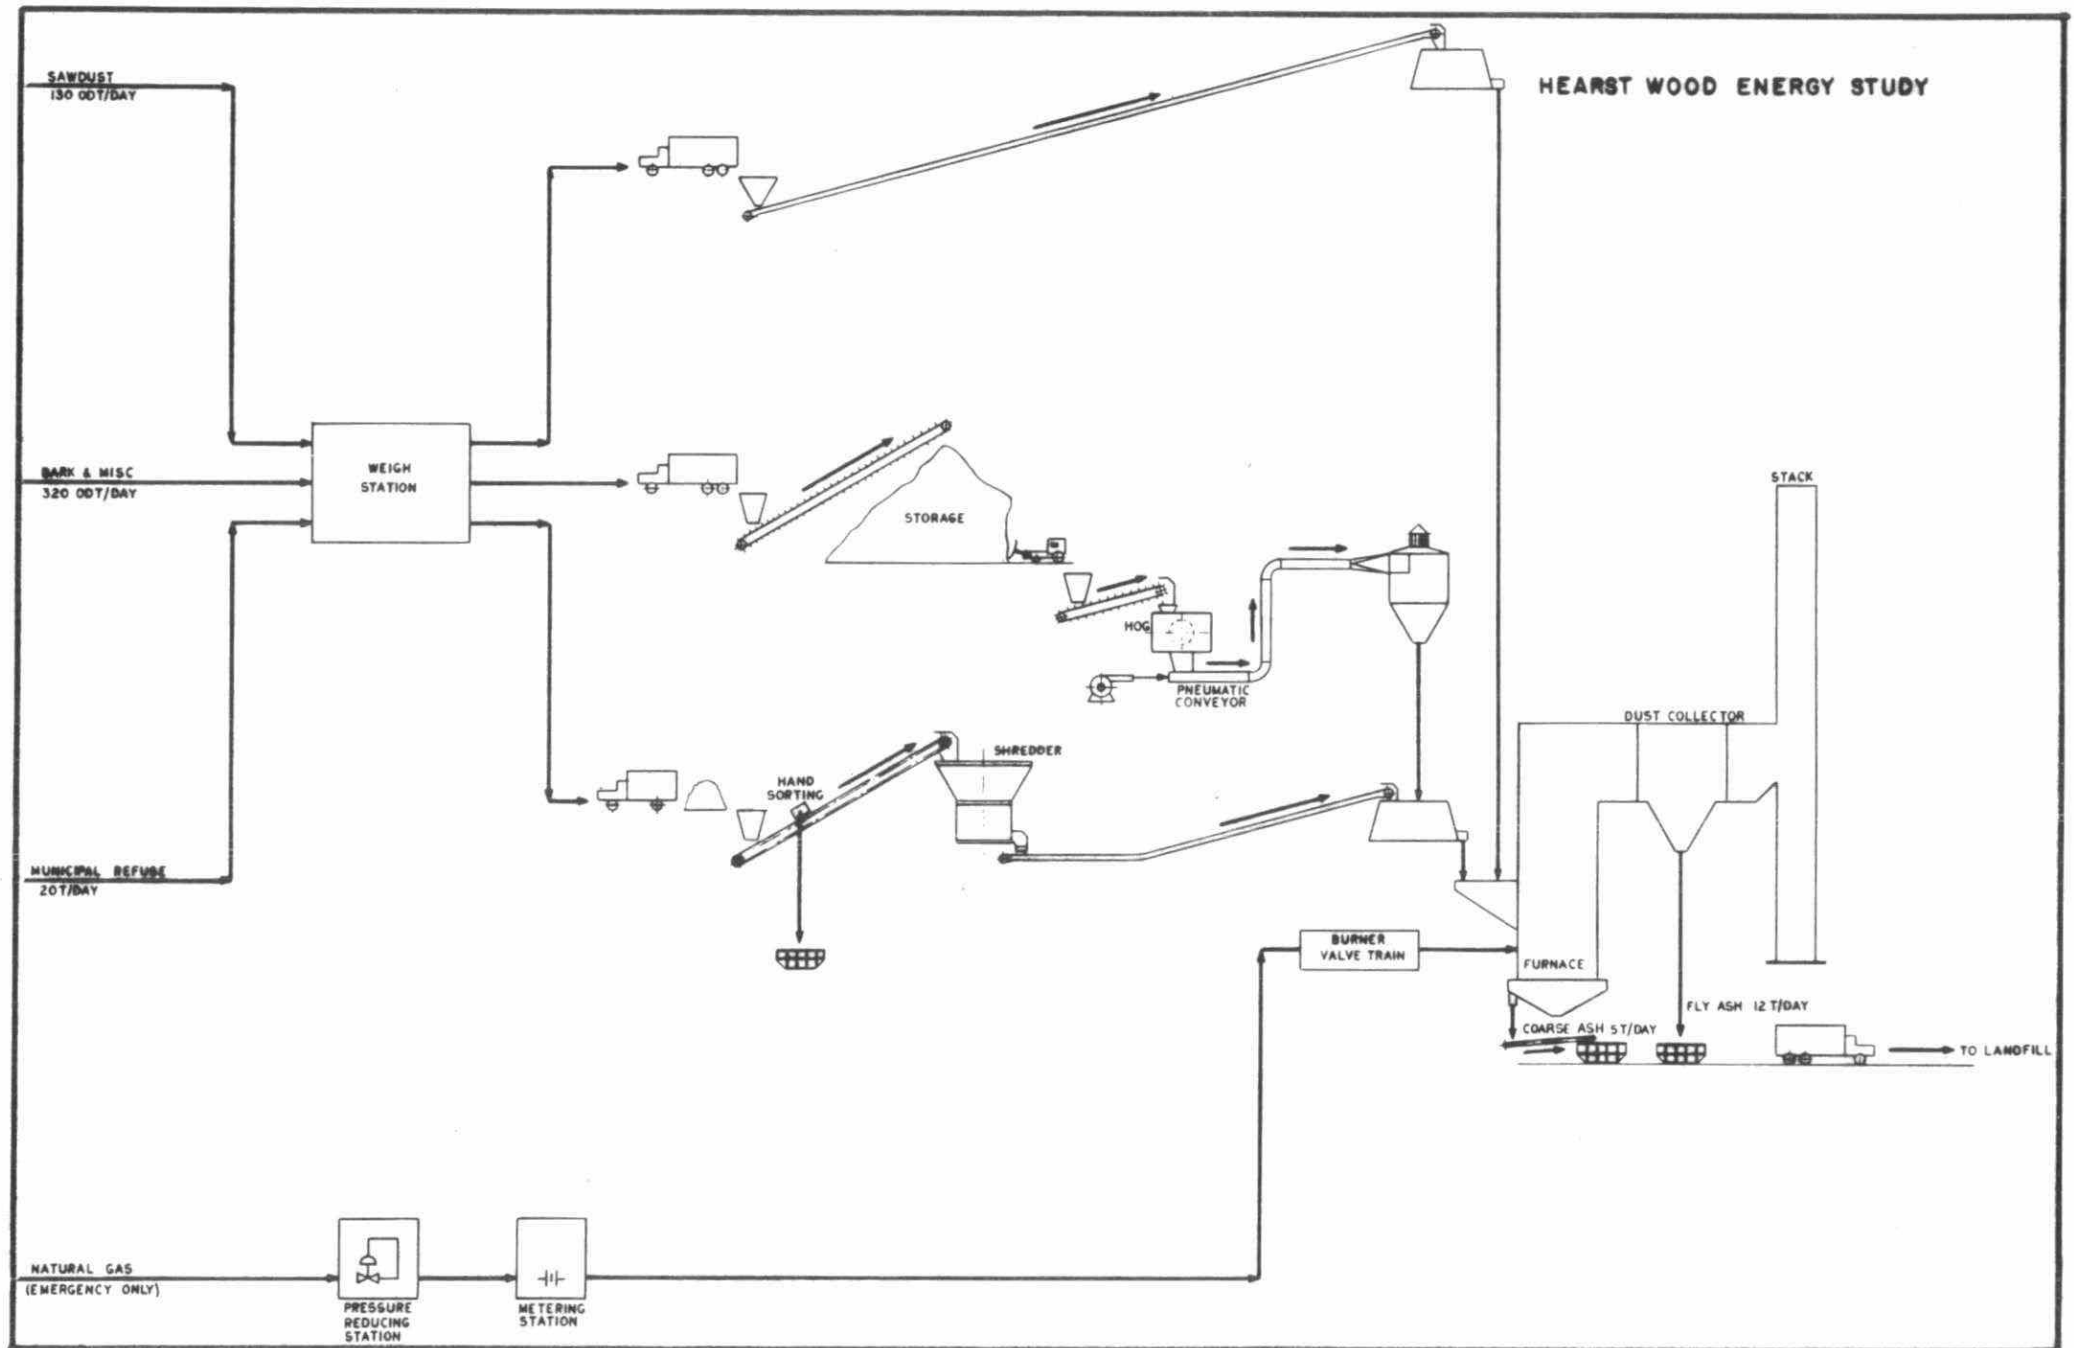 HEARST WOOD ENERGY STUDY
SAWDUST
130 ODT/DAY
BARK & MISC
320 ODT/DAY
WEIGH
STATION
MUNICIPAL REFUSE
20T/DAY
STORAGE
HOG
PNEUMATIC
CONVEYOR
HAND
SORTING
SHREDDER
STACK
DUST COLLECTOR
BURNER
VALVE TRAIN
FURNACE
FLY ASH 12 T/DAY
COARSE ASH 5T/DAY
TO LANDFILL
NATURAL GAS
(EMERGENCY ONLY)
PRESSURE
REDUCING
STATION
METERING
STATION